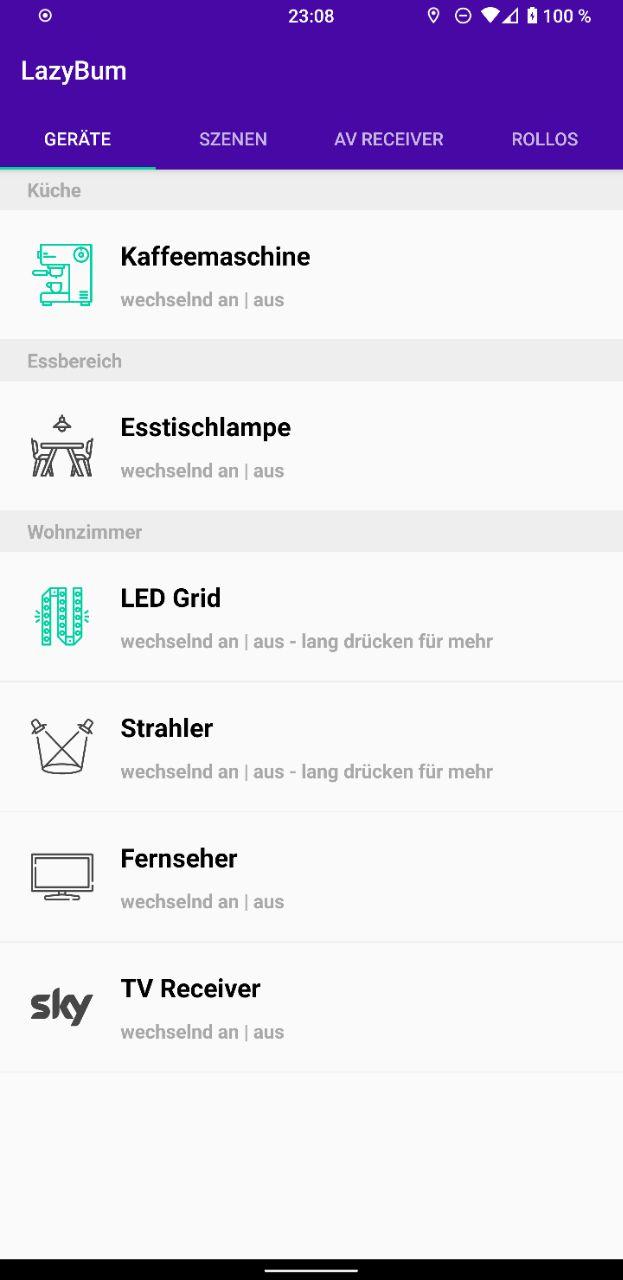 23:08
100 %
LazyBum
GERÄTE
SZENEN
AV RECEIVER
ROLLOS
Küche
Kaffeemaschine
wechselnd an | aus
Essbereich
Esstischlampe
wechselnd an | aus
Wohnzimmer
LED Grid
wechselnd an | aus - lang drücken für mehr
Strahler
wechselnd an | aus - lang drücken für mehr
Fernseher
wechselnd an | aus
sky
TV Receiver
wechselnd an | aus